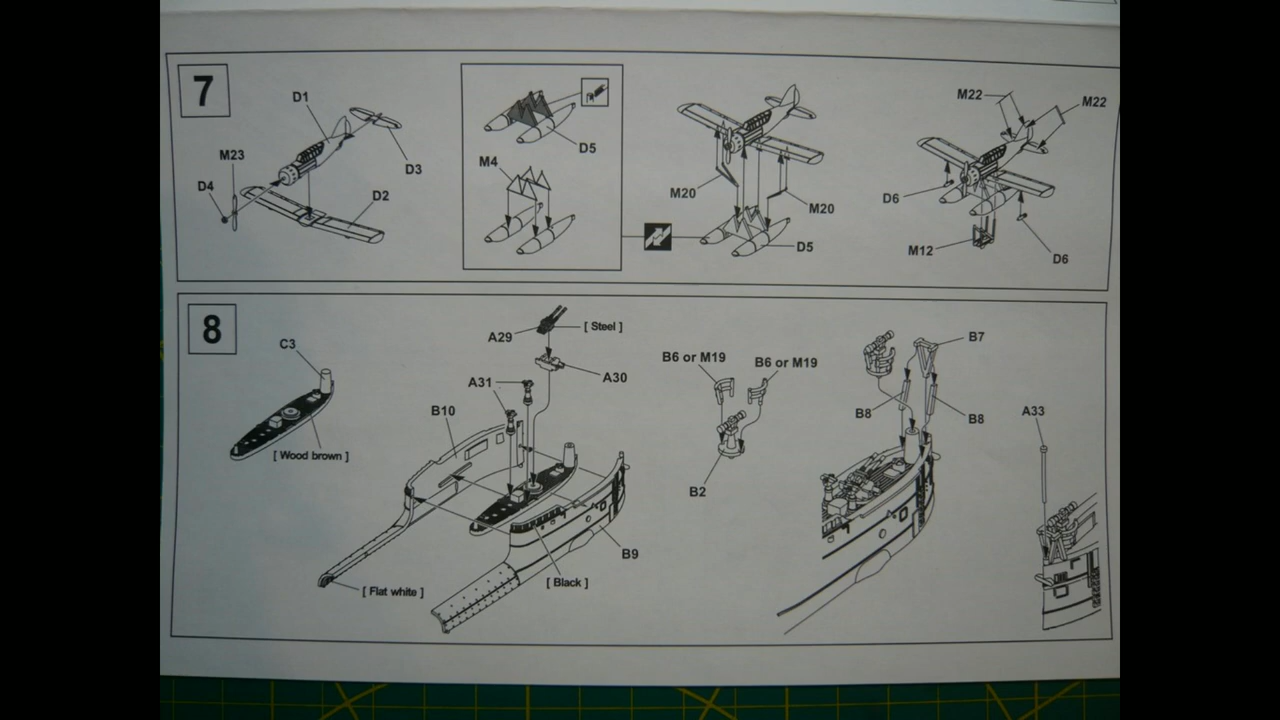 7
D1
M23
D4
D3
D2
D5
M4
M20
M20
D5
M22
M22
D6
M12
D6
8
C3
[ Wood brown ]
A29
[ Steel ]
A30
A31
B10
B9
[ Black ]
[ Flat white ]
B6 or M19
B6 or M19
B2
B7
B8
B8
A33